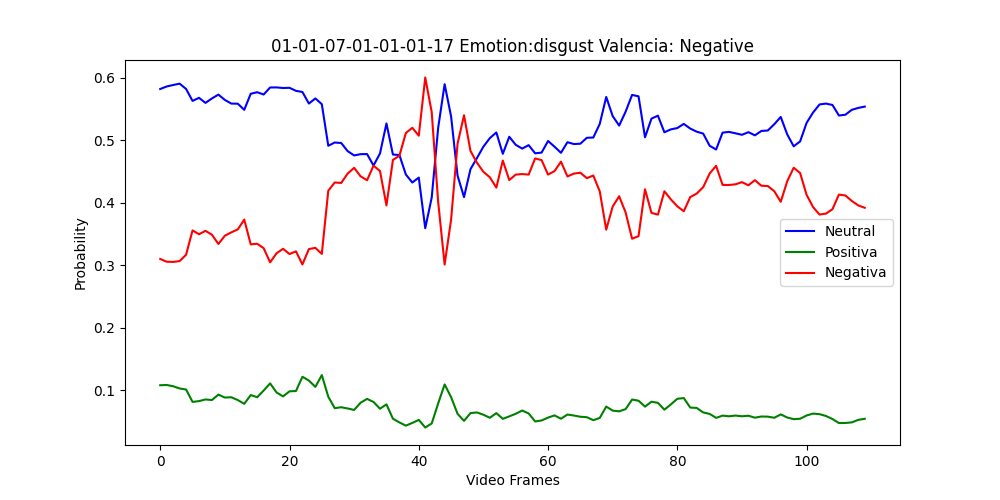 01-01-07-01-01-01-17 Emotion:disgust Valencia: Negative
Probability
0.6
0.5
0.4
0.3
0.2
0.1
Neutral
Positiva
Negativa
0 20 40 60 80 100
Video Frames